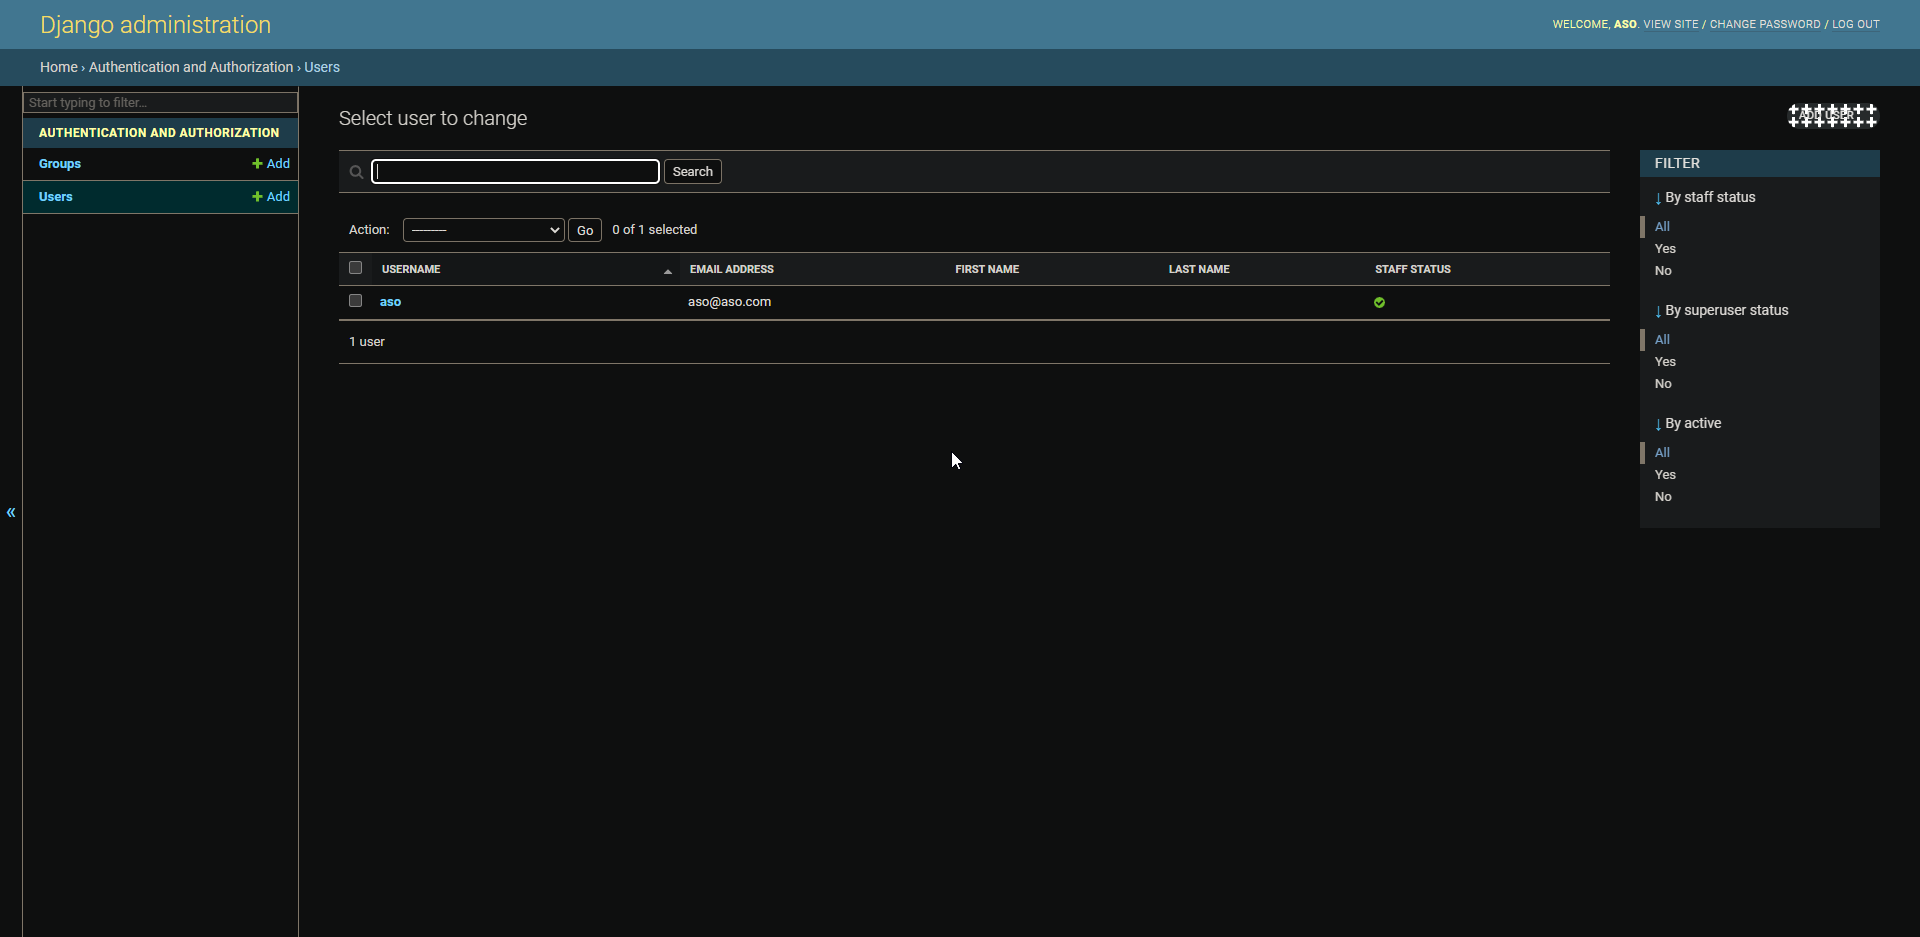 Django administration
WELCOME, ASO. VIEW SITE / CHANGE PASSWORD / LOG OUT
Home › Authentication and Authorization › Users
Start typing to filter...
AUTHENTICATION AND AUTHORIZATION
Groups
Add
Users
Add
«
Select user to change
ADD USER
Search
Action:
---------
Go
0 of 1 selected
USERNAME
EMAIL ADDRESS
FIRST NAME
LAST NAME
STAFF STATUS
aso
aso@aso.com
1 user
FILTER
↓ By staff status
All
Yes
No
↓ By superuser status
All
Yes
No
↓ By active
All
Yes
No